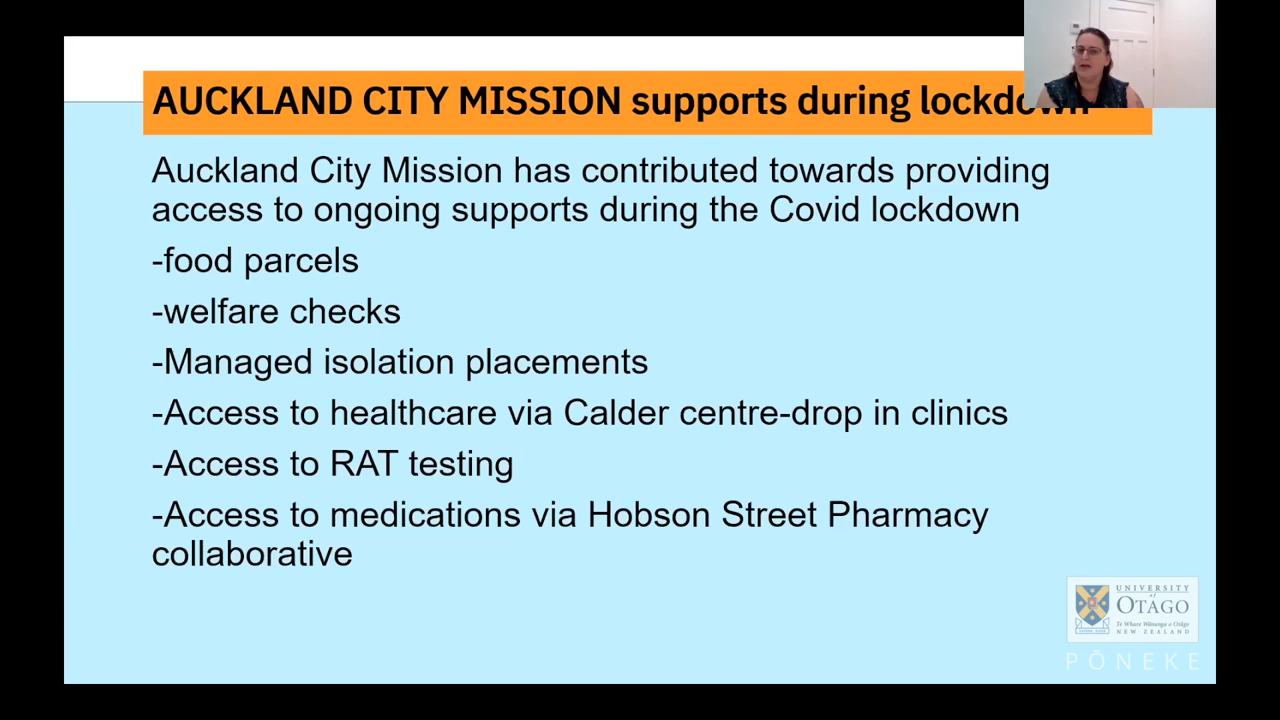 AUCKLAND CITY MISSION supports during lockdown
Auckland City Mission has contributed towards providing
access to ongoing supports during the Covid lockdown
-food parcels
-welfare checks
-Managed isolation placements
-Access to healthcare via Calder centre-drop in clinics
-Access to RAT testing
-Access to medications via Hobson Street Pharmacy
collaborative
UNIVERSITY
of
OTAGO
Te Whare Wānanga o Otāgo
NEW ZEALAND
PŌNEKE